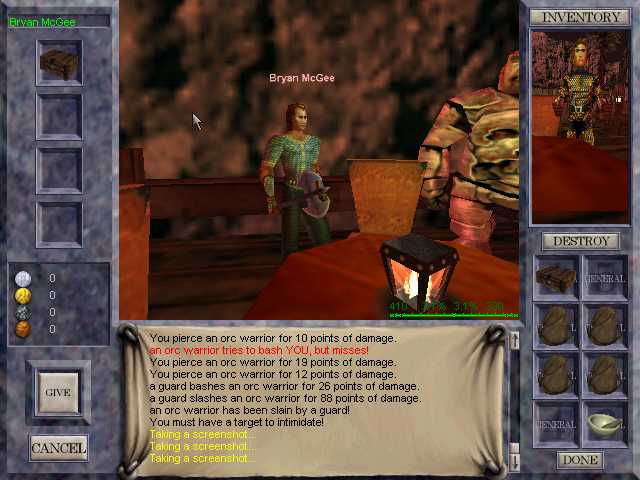 Bryan McGee
INVENTORY
Bryan McGee
DESTROY
GENERAL
0
0
0
0
GIVE
CANCEL
3.1%
You pierce an orc warrior for 10 points of damage.
an orc warrior tries to bash YOU, but misses!
You pierce an orc warrior for 19 points of damage.
You pierce an orc warrior for 12 points of damage.
a guard bashes an orc warrior for 26 points of damage.
a guard slashes an orc warrior for 88 points of damage.
an orc warrior has been slain by a guard!
You must have a target to intimidate!
Taking a screenshot...
Taking a screenshot...
Taking a screenshot...
GENERAL
DONE